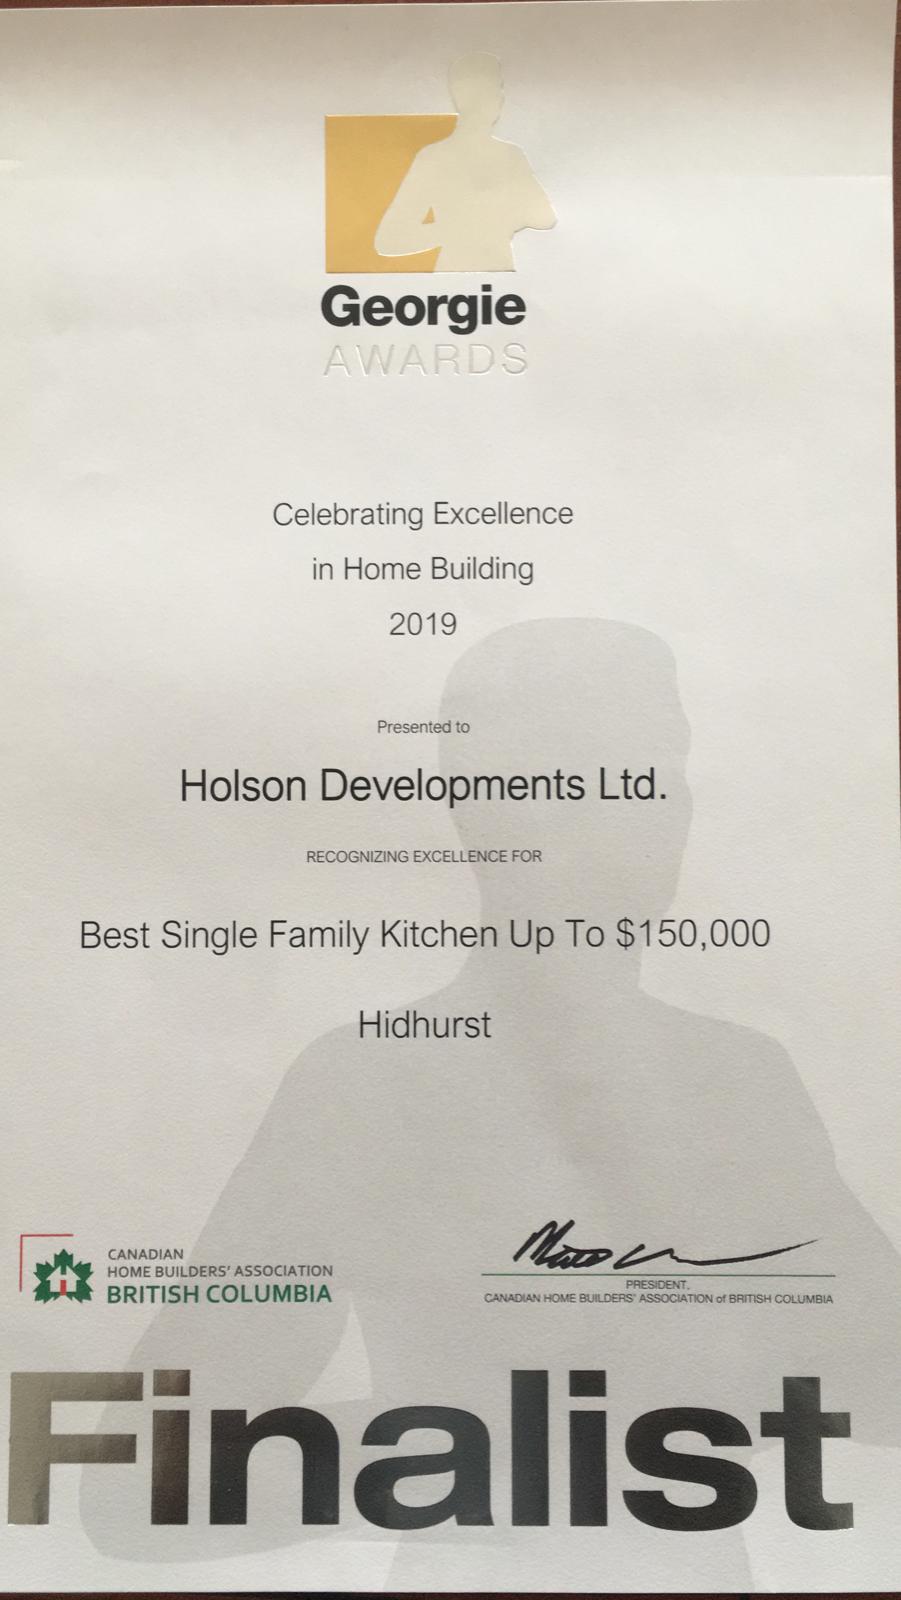 Georgie
AWARDS
Celebrating Excellence
in Home Building
2019
Presented to
Holson Developments Ltd.
RECOGNIZING EXCELLENCE FOR
Best Single Family Kitchen Up To $150,000
Hidhurst
CANADIAN
HOME BUILDERS' ASSOCIATION
BRITISH COLUMBIA
PRESIDENT,
CANADIAN HOME BUILDERS' ASSOCIATION of BRITISH COLUMBIA
Finalist